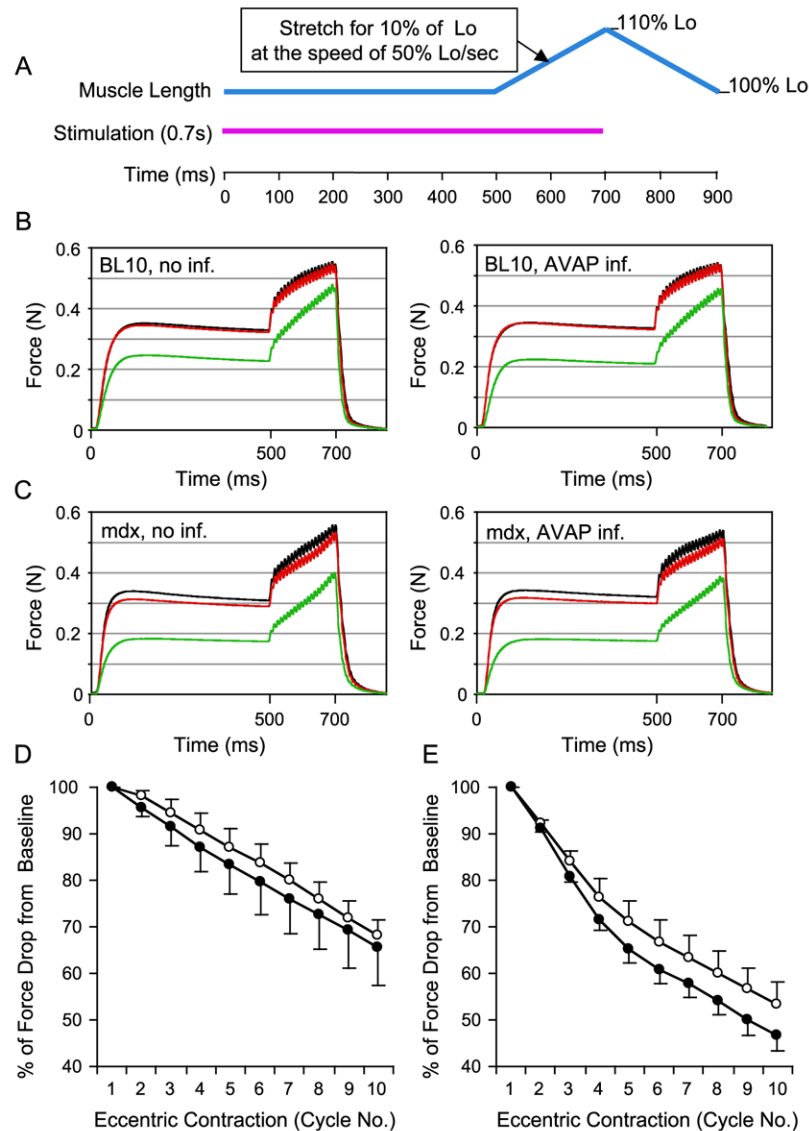 Stretch for 10% of Lo
at the speed of 50% Lo/sec
110% Lo
A
Muscle Length
100% Lo
Stimulation (0.7s)
Time (ms)
0 100 200 300 400 500 600 700 900
B
0.6
0.4
0.2
0
Force (N)
BL10, no inf.
0 500 700
Time (ms)
0.6
0.4
0.2
0
Force (N)
BL10, AVAP inf.
0 500 700
Time (ms)
C
0.6
0.4
0.2
0
Force (N)
mdx, no inf.
0 500 700
Time (ms)
0.6
0.4
0.2
0
Force (N)
mdx, AVAP inf.
0 500 700
Time (ms)
D
100
90
80
70
60
50
40
% of Force Drop from Baseline
1 2 3 4 5 6 7 8 9 10
Eccentric Contraction (Cycle No.)
E
100
90
80
70
60
50
40
% of Force Drop from Baseline
1 2 3 4 5 6 7 8 9 10
Eccentric Contraction (Cycle No.)